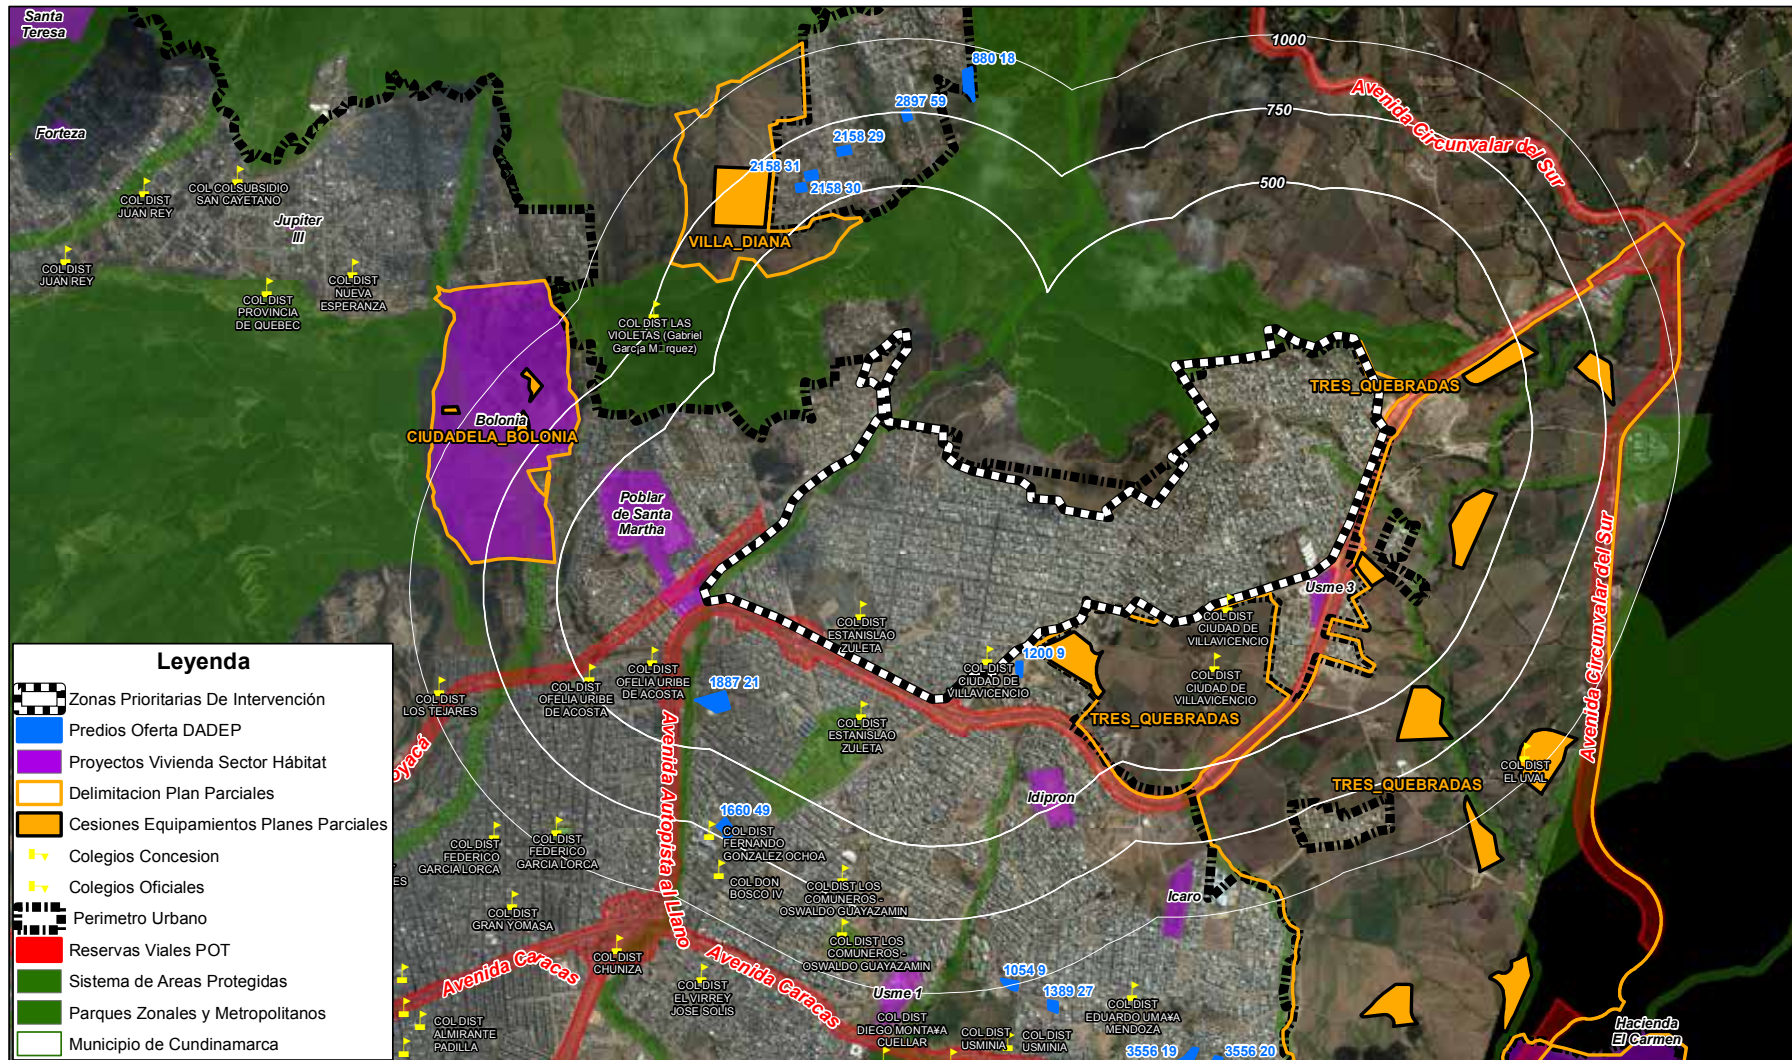 Santa
Teresa
Forteza
COL DIST
JUAN REY
COL COLSUBSIDIO
SAN CAYETANO
Jupiter
III
COL DIST
JUAN REY
COL DIST
PROVINCIA
DE QUEBEC
COL DIST
NUEVA
ESPERANZA
880 18
2897 59
2158 29
2158 31
2158 30
VILLA_DIANA
1000
750
500
Avenida Circunvalar del Sur
COL DIST LAS
VIOLETAS (Gabriel
Garcja M rquez)
Bolonia
CIUDADELA_BOLONIA
TRES_QUEBRADAS
Poblar
de Santa
Martha
Usme 3
COL DIST
ESTANISLAO
ZULETA
COL DIST
CIUDAD DE
VILLAVICENCIO
1200 9
COL DIST
CIUDAD DE
VILLAVICENCIO
COL DIST
CIUDAD DE
VILLAVICENCIO
Avenida Circunvalar del Sur
COL DIST
LOS TEJARES
COL DIST
OFELIA URIBE
DE ACOSTA
COL DIST
OFELIA URIBE
DE ACOSTA
1887 21
COL DIST
ESTANISLAO
ZULETA
TRES_QUEBRADAS
TRES_QUEBRADAS
COL DIST
EL UVAL
oyacá
Avenida Autopista al Llano
Idipron
1660 49
COL DIST
FERNANDO
GONZALEZ OCHOA
COL DIST
FEDERICO
GARCIA LORCA
COL DIST
FEDERICO
GARCIA LORCA
ES
COL DON
BOSCO IV
COL DIST LOS
COMUNEROS -
OSWALDO GUAYAZAMIN
Icaro
COL DIST
GRAN YOMASA
COL DIST LOS
COMUNEROS -
OSWALDO GUAYAZAMIN
COL DIST
CHUNIZA
Avenida Caracas
Avenida Caracas
COL DIST
EL VIRREY
JOSE SOLIS
Usme 1
1054 9
1389 27
COL DIST
EDUARDO UMA¥A
MENDOZA
COL DIST
ALMIRANTE
PADILLA
COL DIST
DIEGO MONTA¥A
CUELLAR
COL DIST
USMINIA
COL DIST
USMINIA
3556 19
3556 20
Hacienda
El Carmen
Leyenda
Zonas Prioritarias De Intervención
Predios Oferta DADEP
Proyectos Vivienda Sector Hábitat
Delimitacion Plan Parciales
Cesiones Equipamientos Planes Parciales
Colegios Concesion
Colegios Oficiales
Perimetro Urbano
Reservas Viales POT
Sistema de Areas Protegidas
Parques Zonales y Metropolitanos
Municipio de Cundinamarca